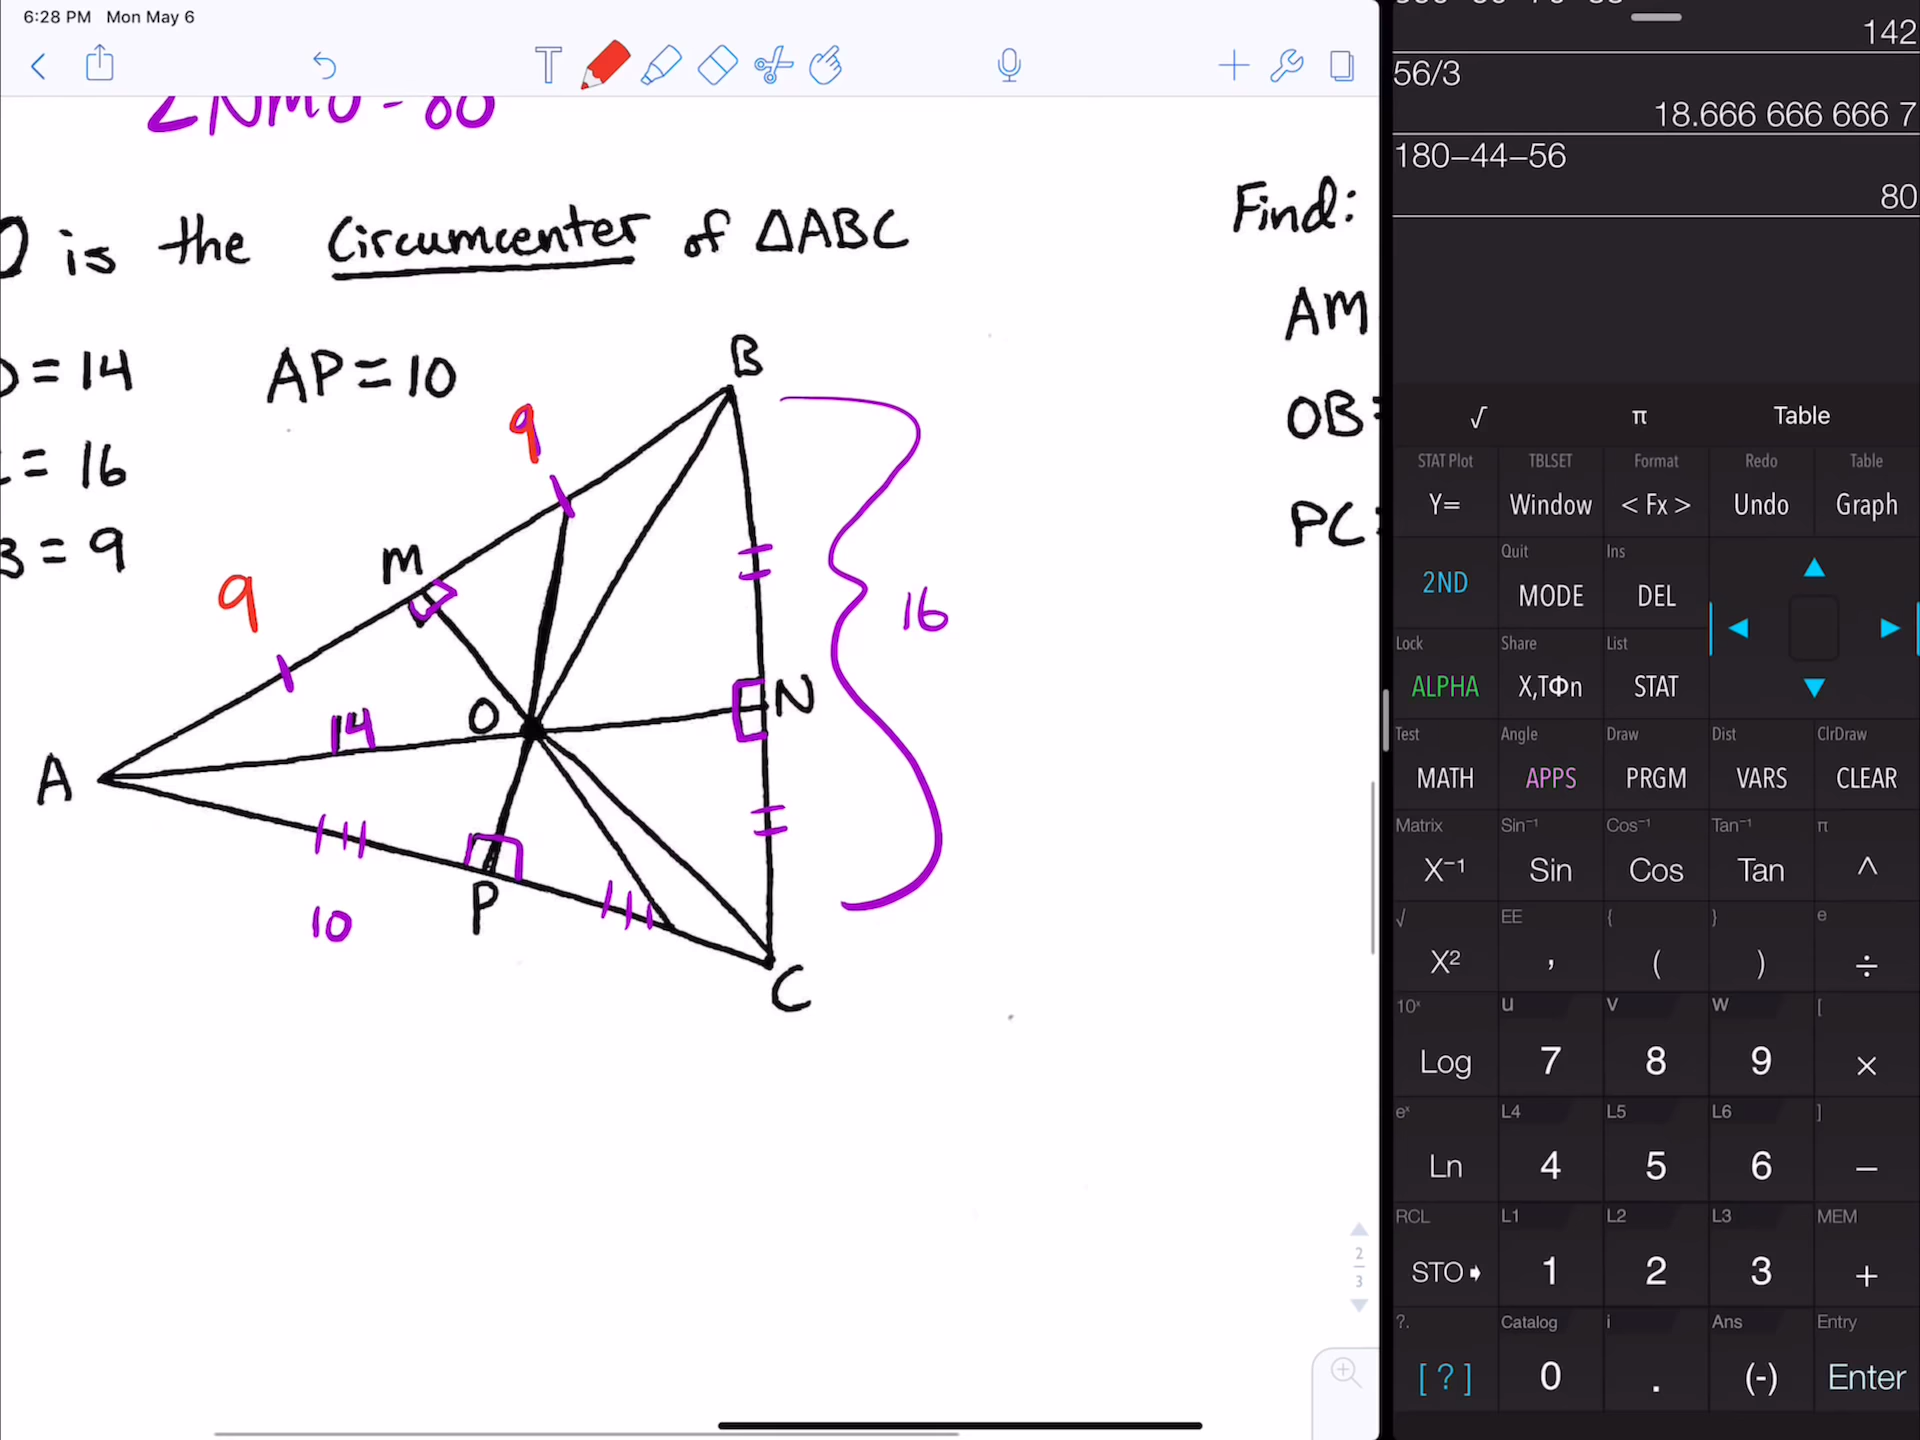 6:28 PM Mon May 6
∠NMO = 80
O is the Circumcenter of △ABC
Find:
= 14 AP = 10
AM
B
9
OB =
= 16
PC =
= 9
M
9
16
N
O
14
A
P
10
C
2
3
142
56/3
18.666 666 666 7
180–44–56
80
√ π Table
STAT Plot TBLSET Format Redo Table
Y= Window < Fx > Undo Graph
Quit Ins
2ND MODE DEL
Lock Share List
ALPHA X,TΦn STAT
Test Angle Draw Dist ClrDraw
MATH APPS PRGM VARS CLEAR
Matrix Sin⁻¹ Cos⁻¹ Tan⁻¹ π
X⁻¹ Sin Cos Tan ^
√ EE { } e
X² , ( ) ÷
10ˣ u v w [
Log 7 8 9 ×
eˣ L4 L5 L6 ]
Ln 4 5 6 –
RCL L1 L2 L3 MEM
STO➧ 1 2 3 +
?. Catalog i Ans Entry
[ ? ] 0 . (-) Enter